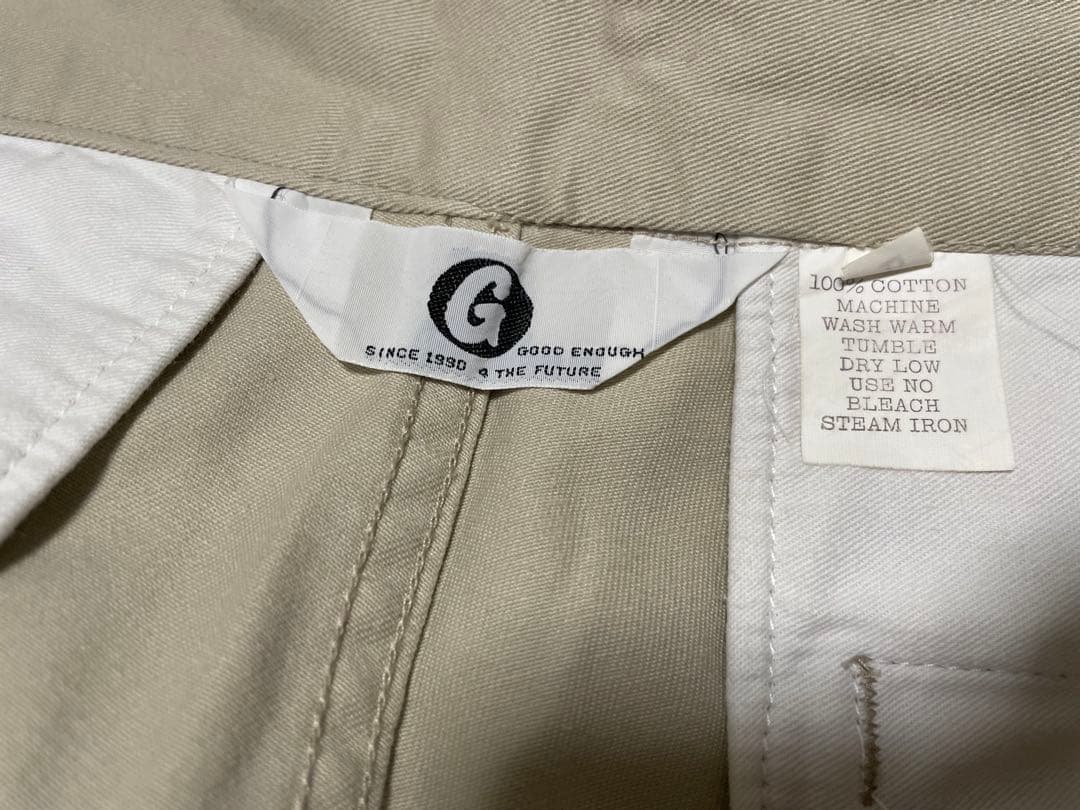 G
SINCE 1990 GOOD ENOUGH
4 THE FUTURE
100% COTTON
MACHINE
WASH WARM
TUMBLE
DRY LOW
USE NO
BLEACH
STEAM IRON